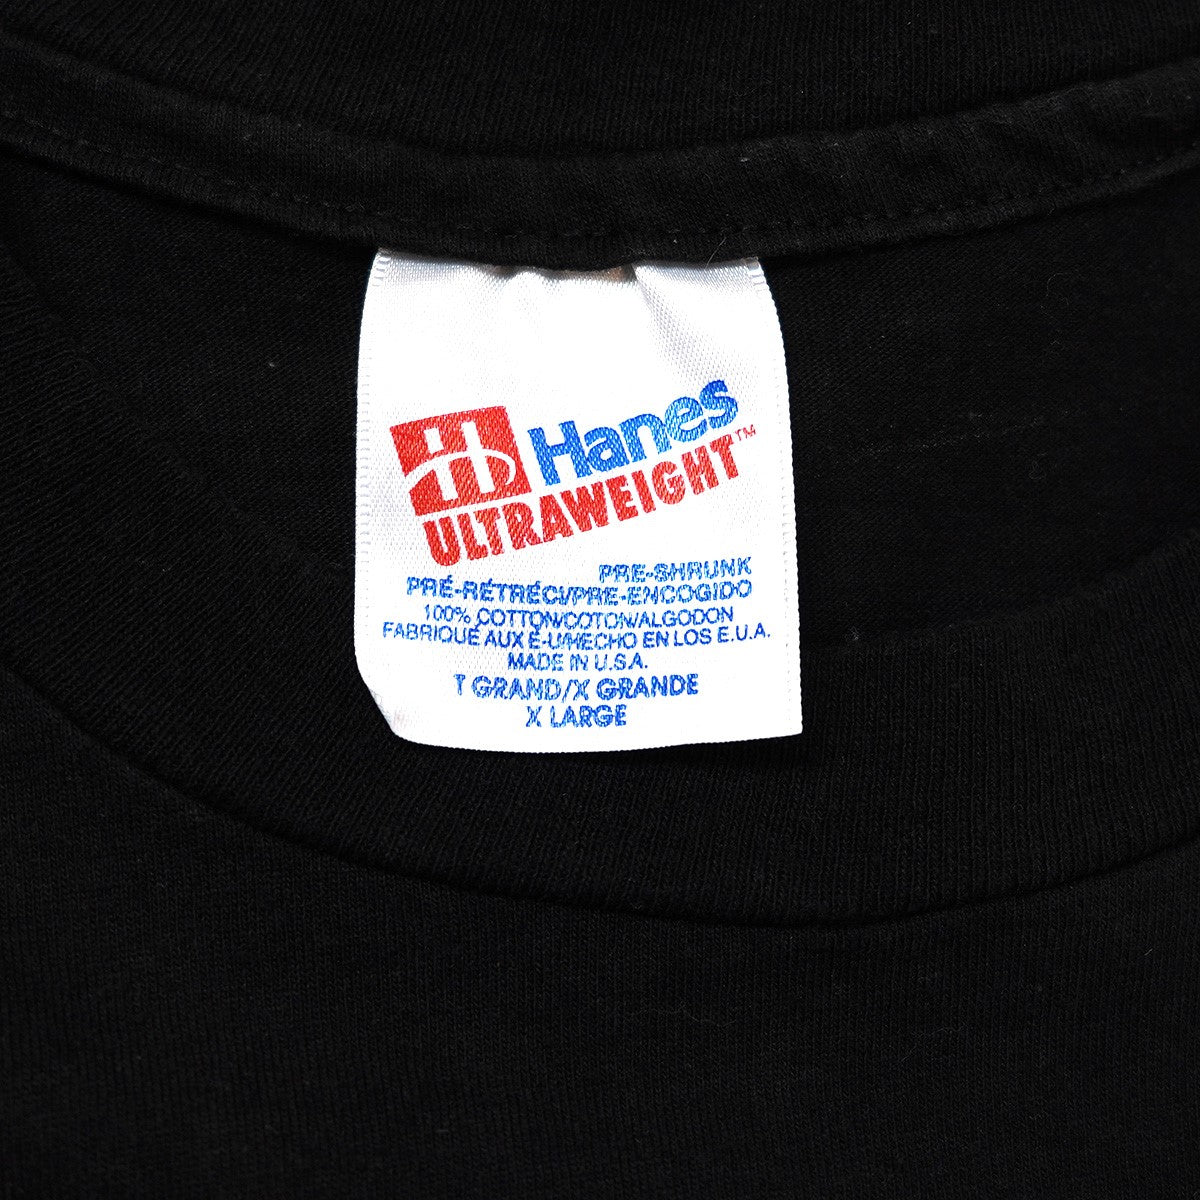 H Hanes
ULTRAWEIGHT™
PRE-SHRUNK
PRÉ-RÉTRÉCI/PRE-ENCOGIDO
100% COTTON/COTON/ALGODON
FABRIQUÉ AUX É-U/HECHO EN LOS E.U.A.
MADE IN U.S.A.
T GRAND/X GRANDE
X LARGE